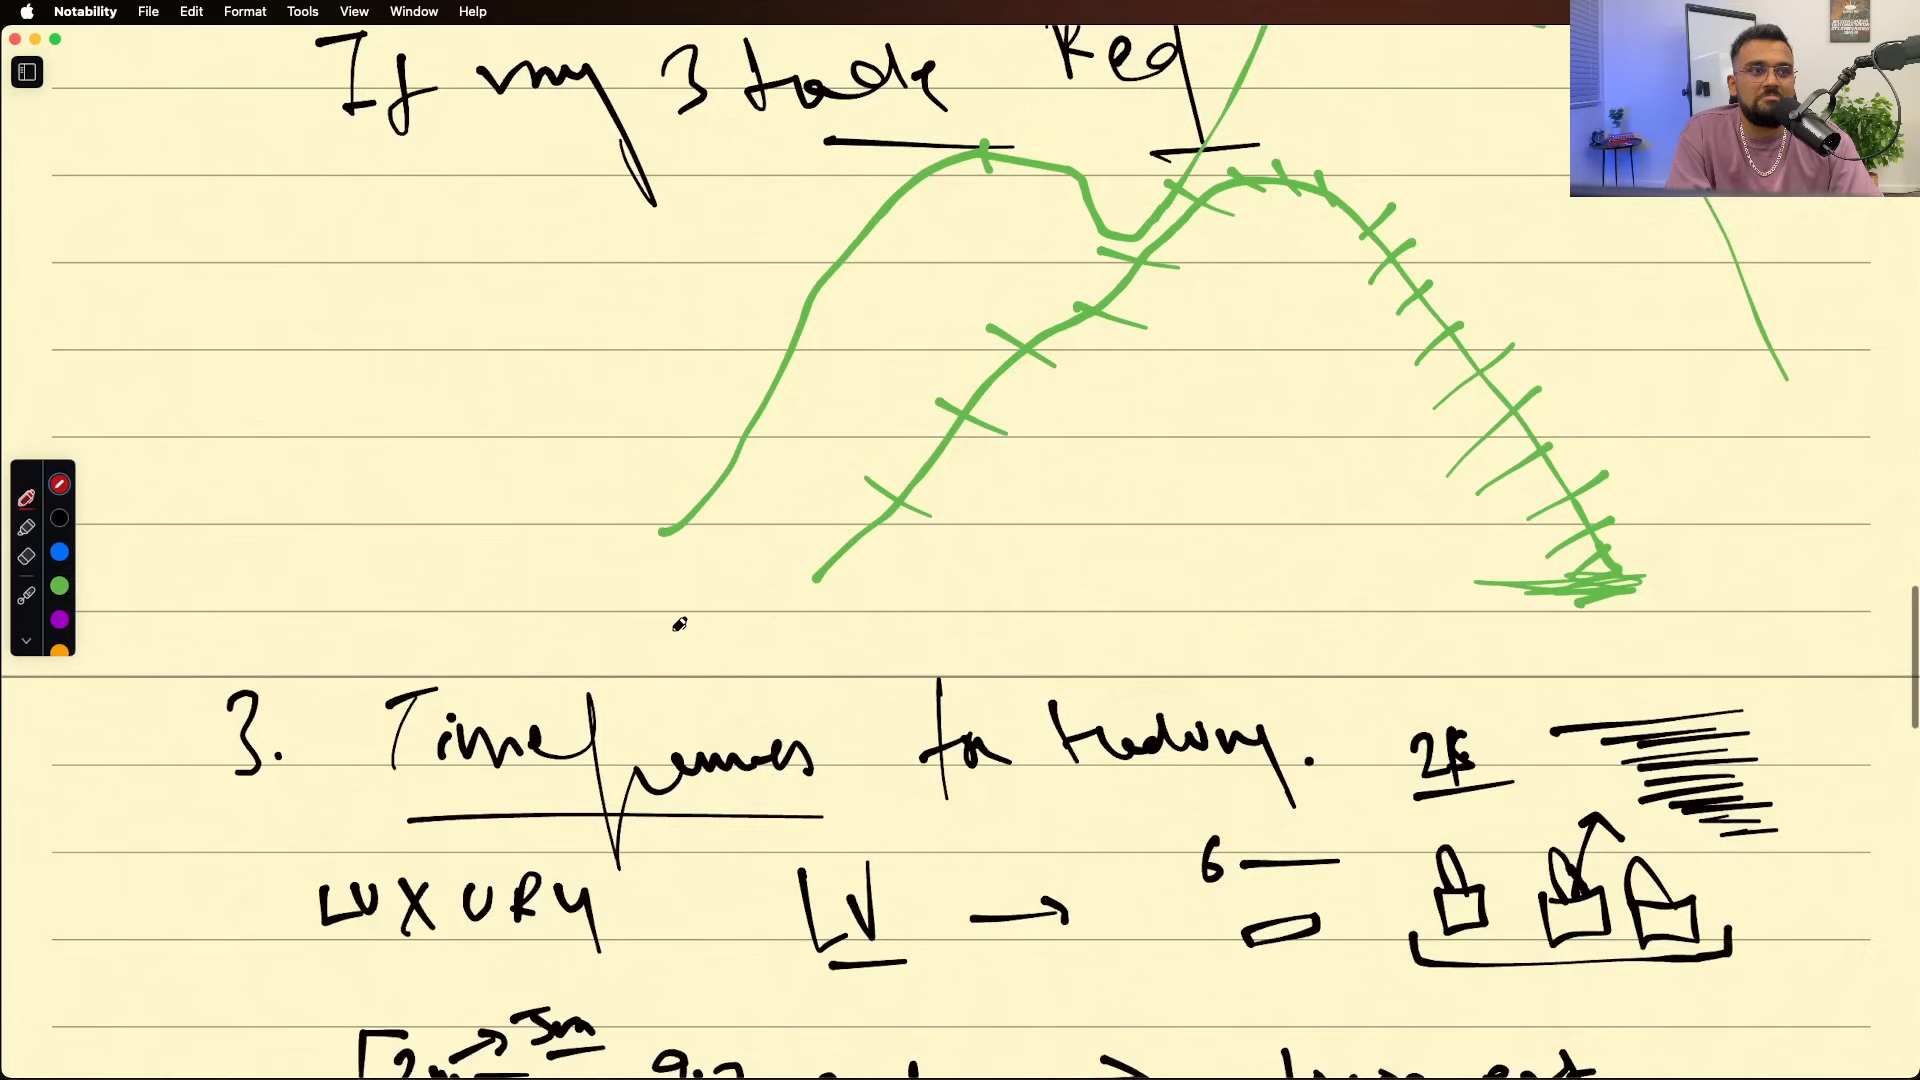 Notability File Edit Format Tools View Window Help
If my 3 trade Red
3. Timeframes for trading.
6
LUXURY LV